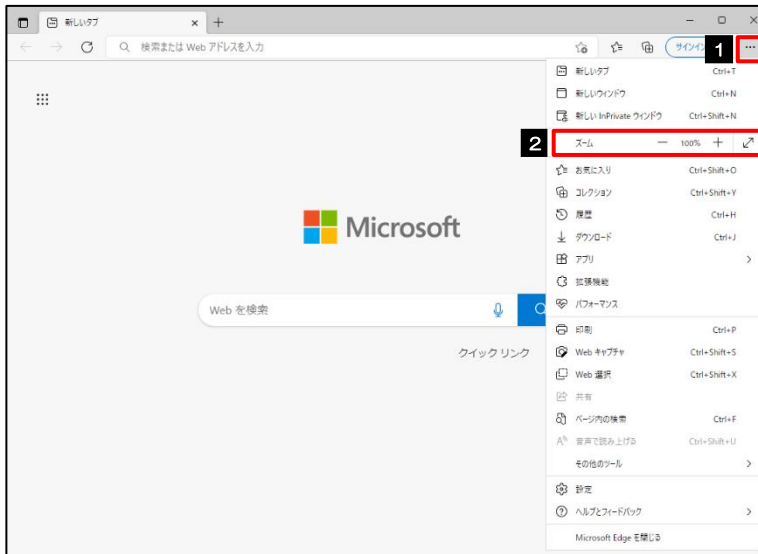 新しいタブ
検索または Web アドレスを入力
サインイン
1
新しいタブ Ctrl+T
新しいウィンドウ Ctrl+N
新しい InPrivate ウィンドウ Ctrl+Shift+N
2
ズーム 100%
お気に入り Ctrl+Shift+O
コレクション Ctrl+Shift+Y
履歴 Ctrl+H
ダウンロード Ctrl+J
アプリ
拡張機能
パフォーマンス
印刷 Ctrl+P
Web キャプチャ Ctrl+Shift+S
Web 選択 Ctrl+Shift+X
共有
ページ内の検索 Ctrl+F
音声で読み上げる Ctrl+Shift+U
その他のツール
設定
ヘルプとフィードバック
Microsoft Edge を閉じる
Microsoft
Web を検索
クイック リンク